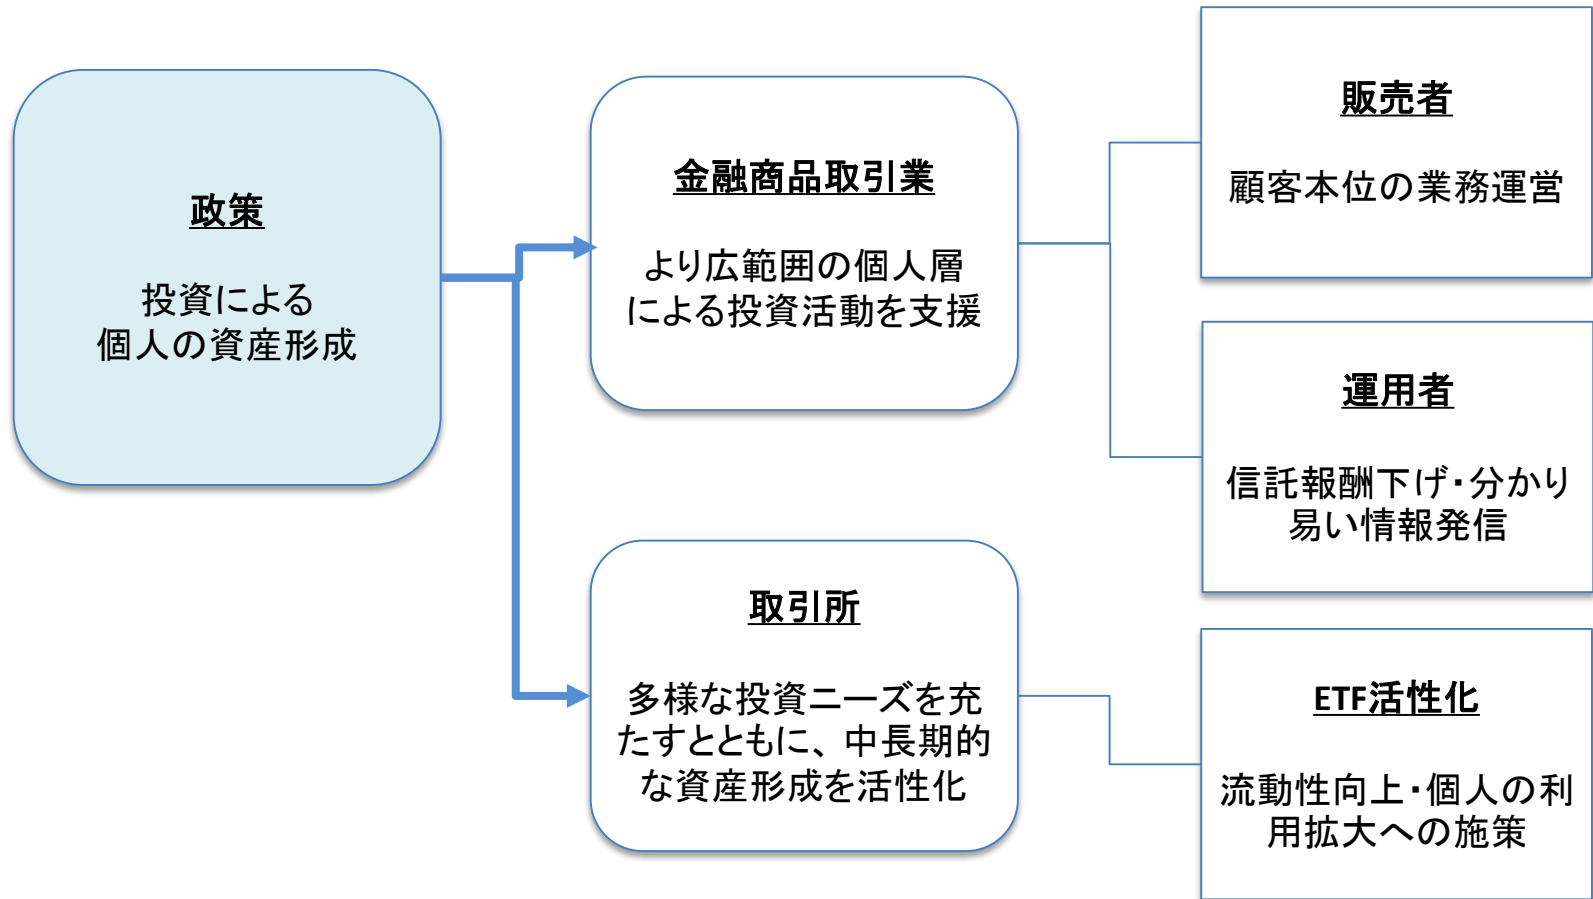 政策
投資による
個人の資産形成
金融商品取引業
より広範囲の個人層
による投資活動を支援
取引所
多様な投資ニーズを充
たすとともに、中長期的
な資産形成を活性化
販売者
顧客本位の業務運営
運用者
信託報酬下げ・分かり
易い情報発信
ETF活性化
流動性向上・個人の利
用拡大への施策